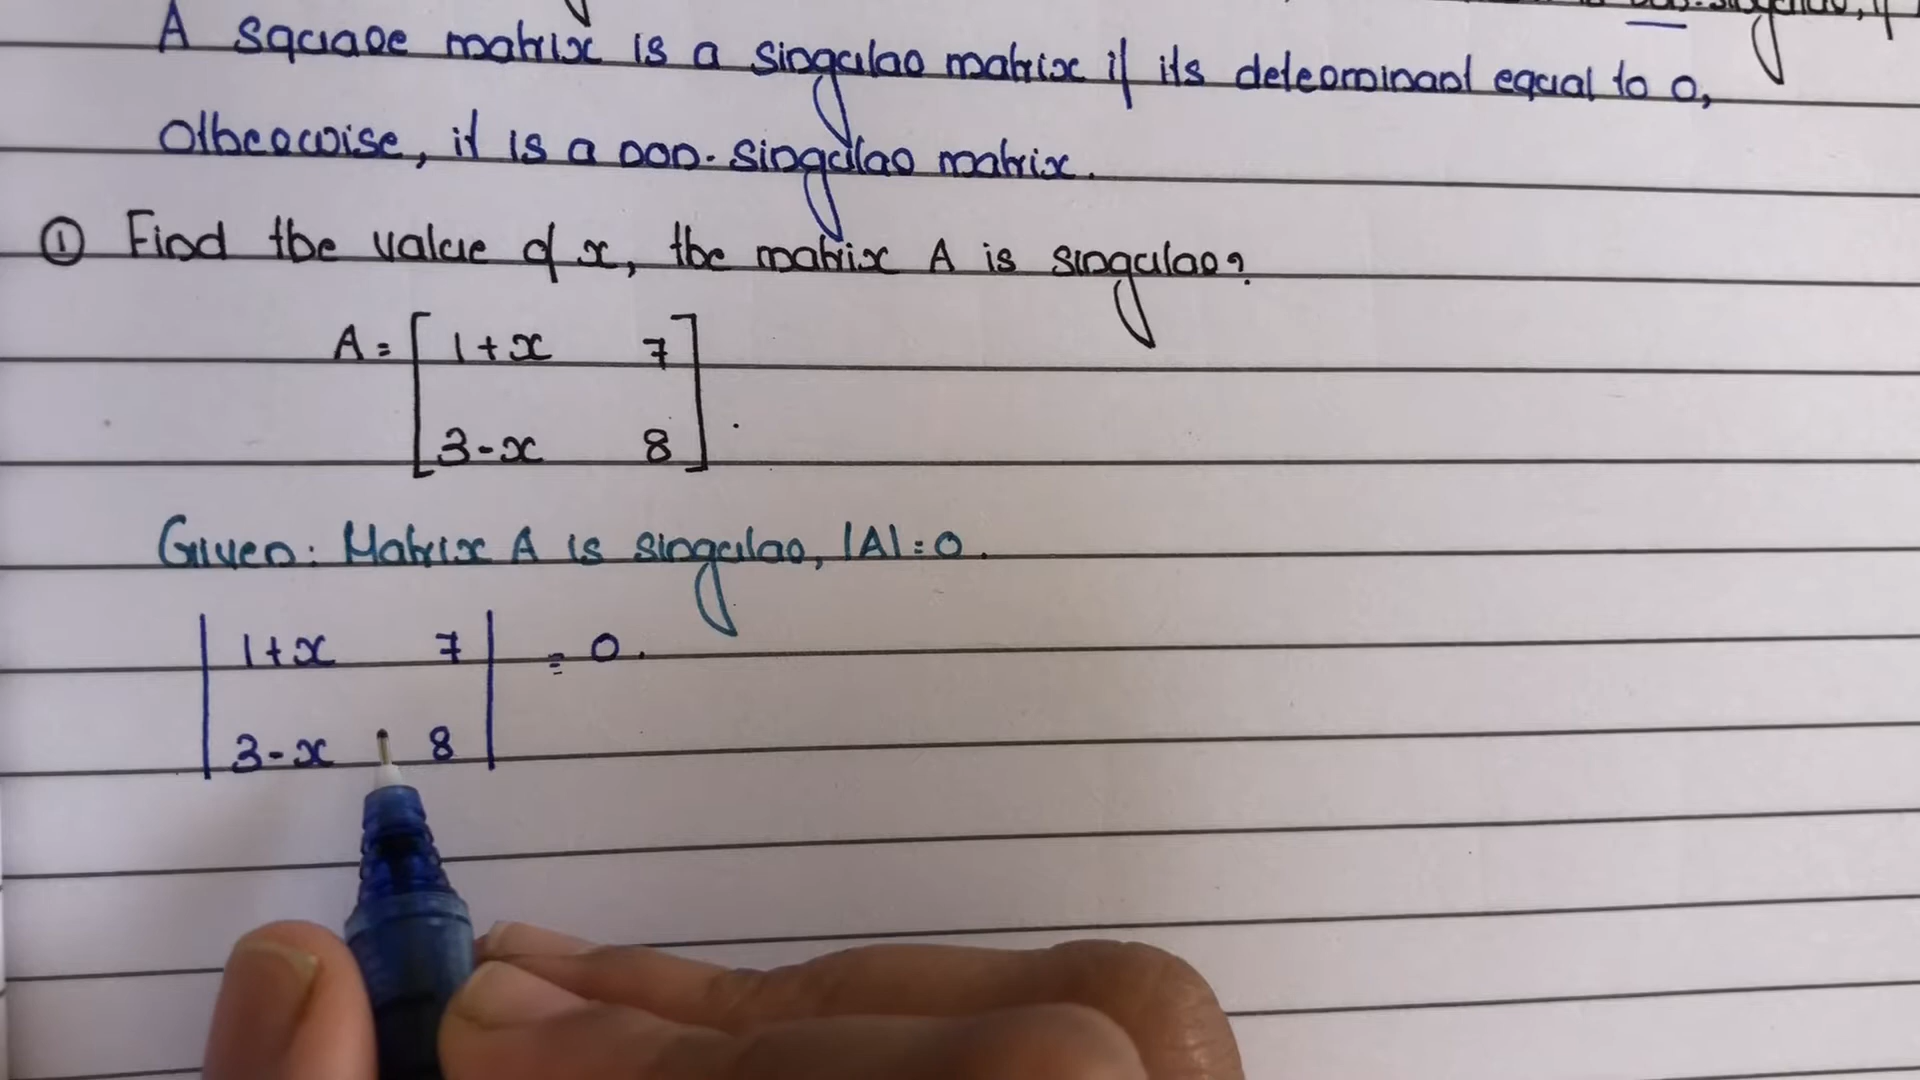 A square matrix is a singular matrix if its determinant equal to 0,
Otherwise, it is a non-singular matrix.
① Find the value of x, the matrix A is singular?
A = [ 1+x 7
3-x 8 ] .
Given: Matrix A is singular, |A| = 0.
| 1+x 7 | = 0.
| 3-x 8 |